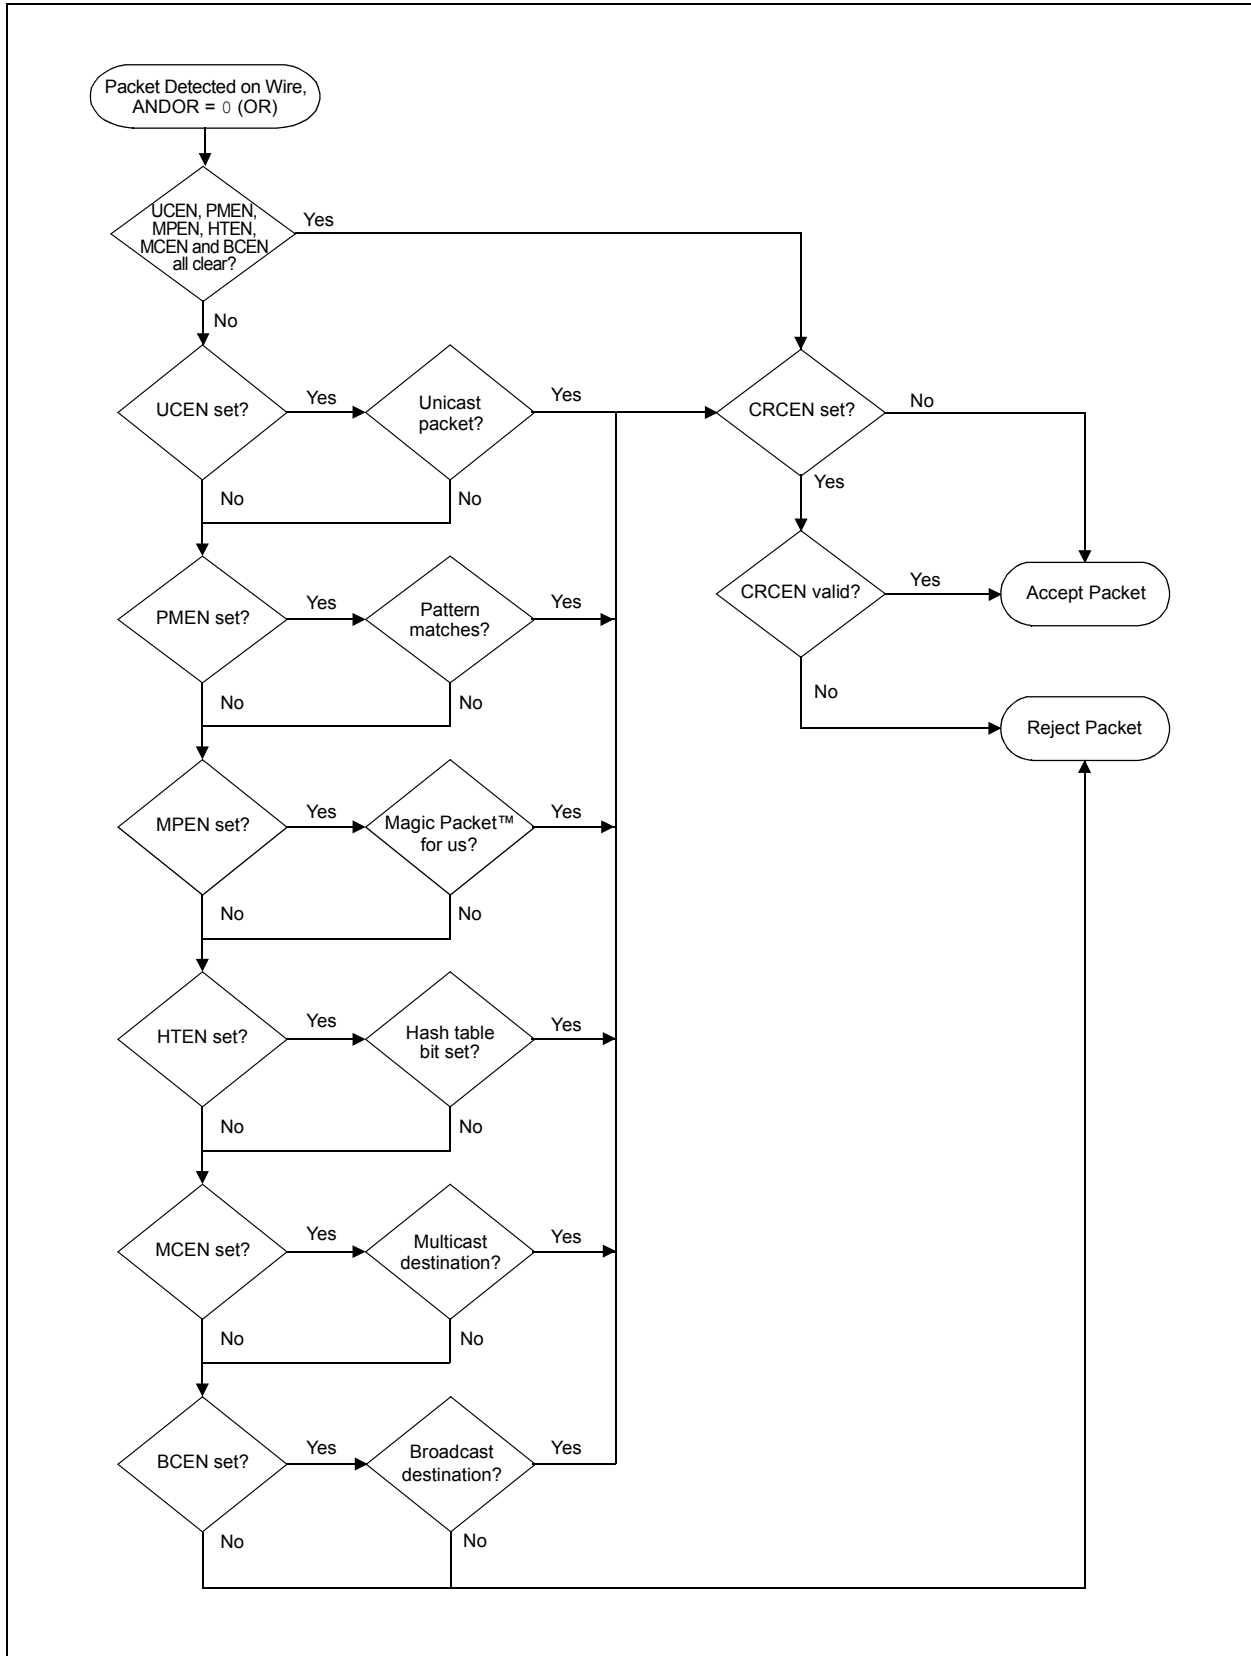 Packet Detected on Wire,
ANDOR = 0 (OR)
UCEN, PMEN,
MPEN, HTEN,
MCEN and BCEN
all clear?
Yes
No
UCEN set?
Yes
Unicast
packet?
Yes
No
No
CRCEN set?
No
Yes
PMEN set?
Yes
Pattern
matches?
Yes
No
No
CRCEN valid?
Yes
Accept Packet
No
Reject Packet
MPEN set?
Yes
Magic Packet™
for us?
Yes
No
No
HTEN set?
Yes
Hash table
bit set?
Yes
No
No
MCEN set?
Yes
Multicast
destination?
Yes
No
No
BCEN set?
Yes
Broadcast
destination?
Yes
No
No